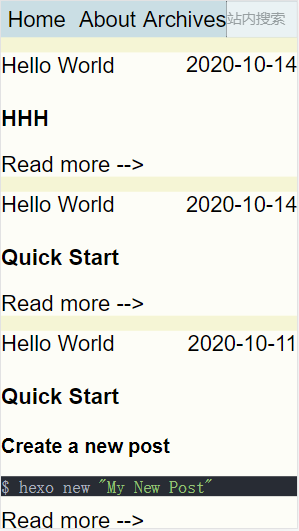 Home About Archives 站内搜索
Hello World 2020-10-14
HHH
Read more -->
Hello World 2020-10-14
Quick Start
Read more -->
Hello World 2020-10-11
Quick Start
Create a new post
$ hexo new "My New Post"
Read more -->